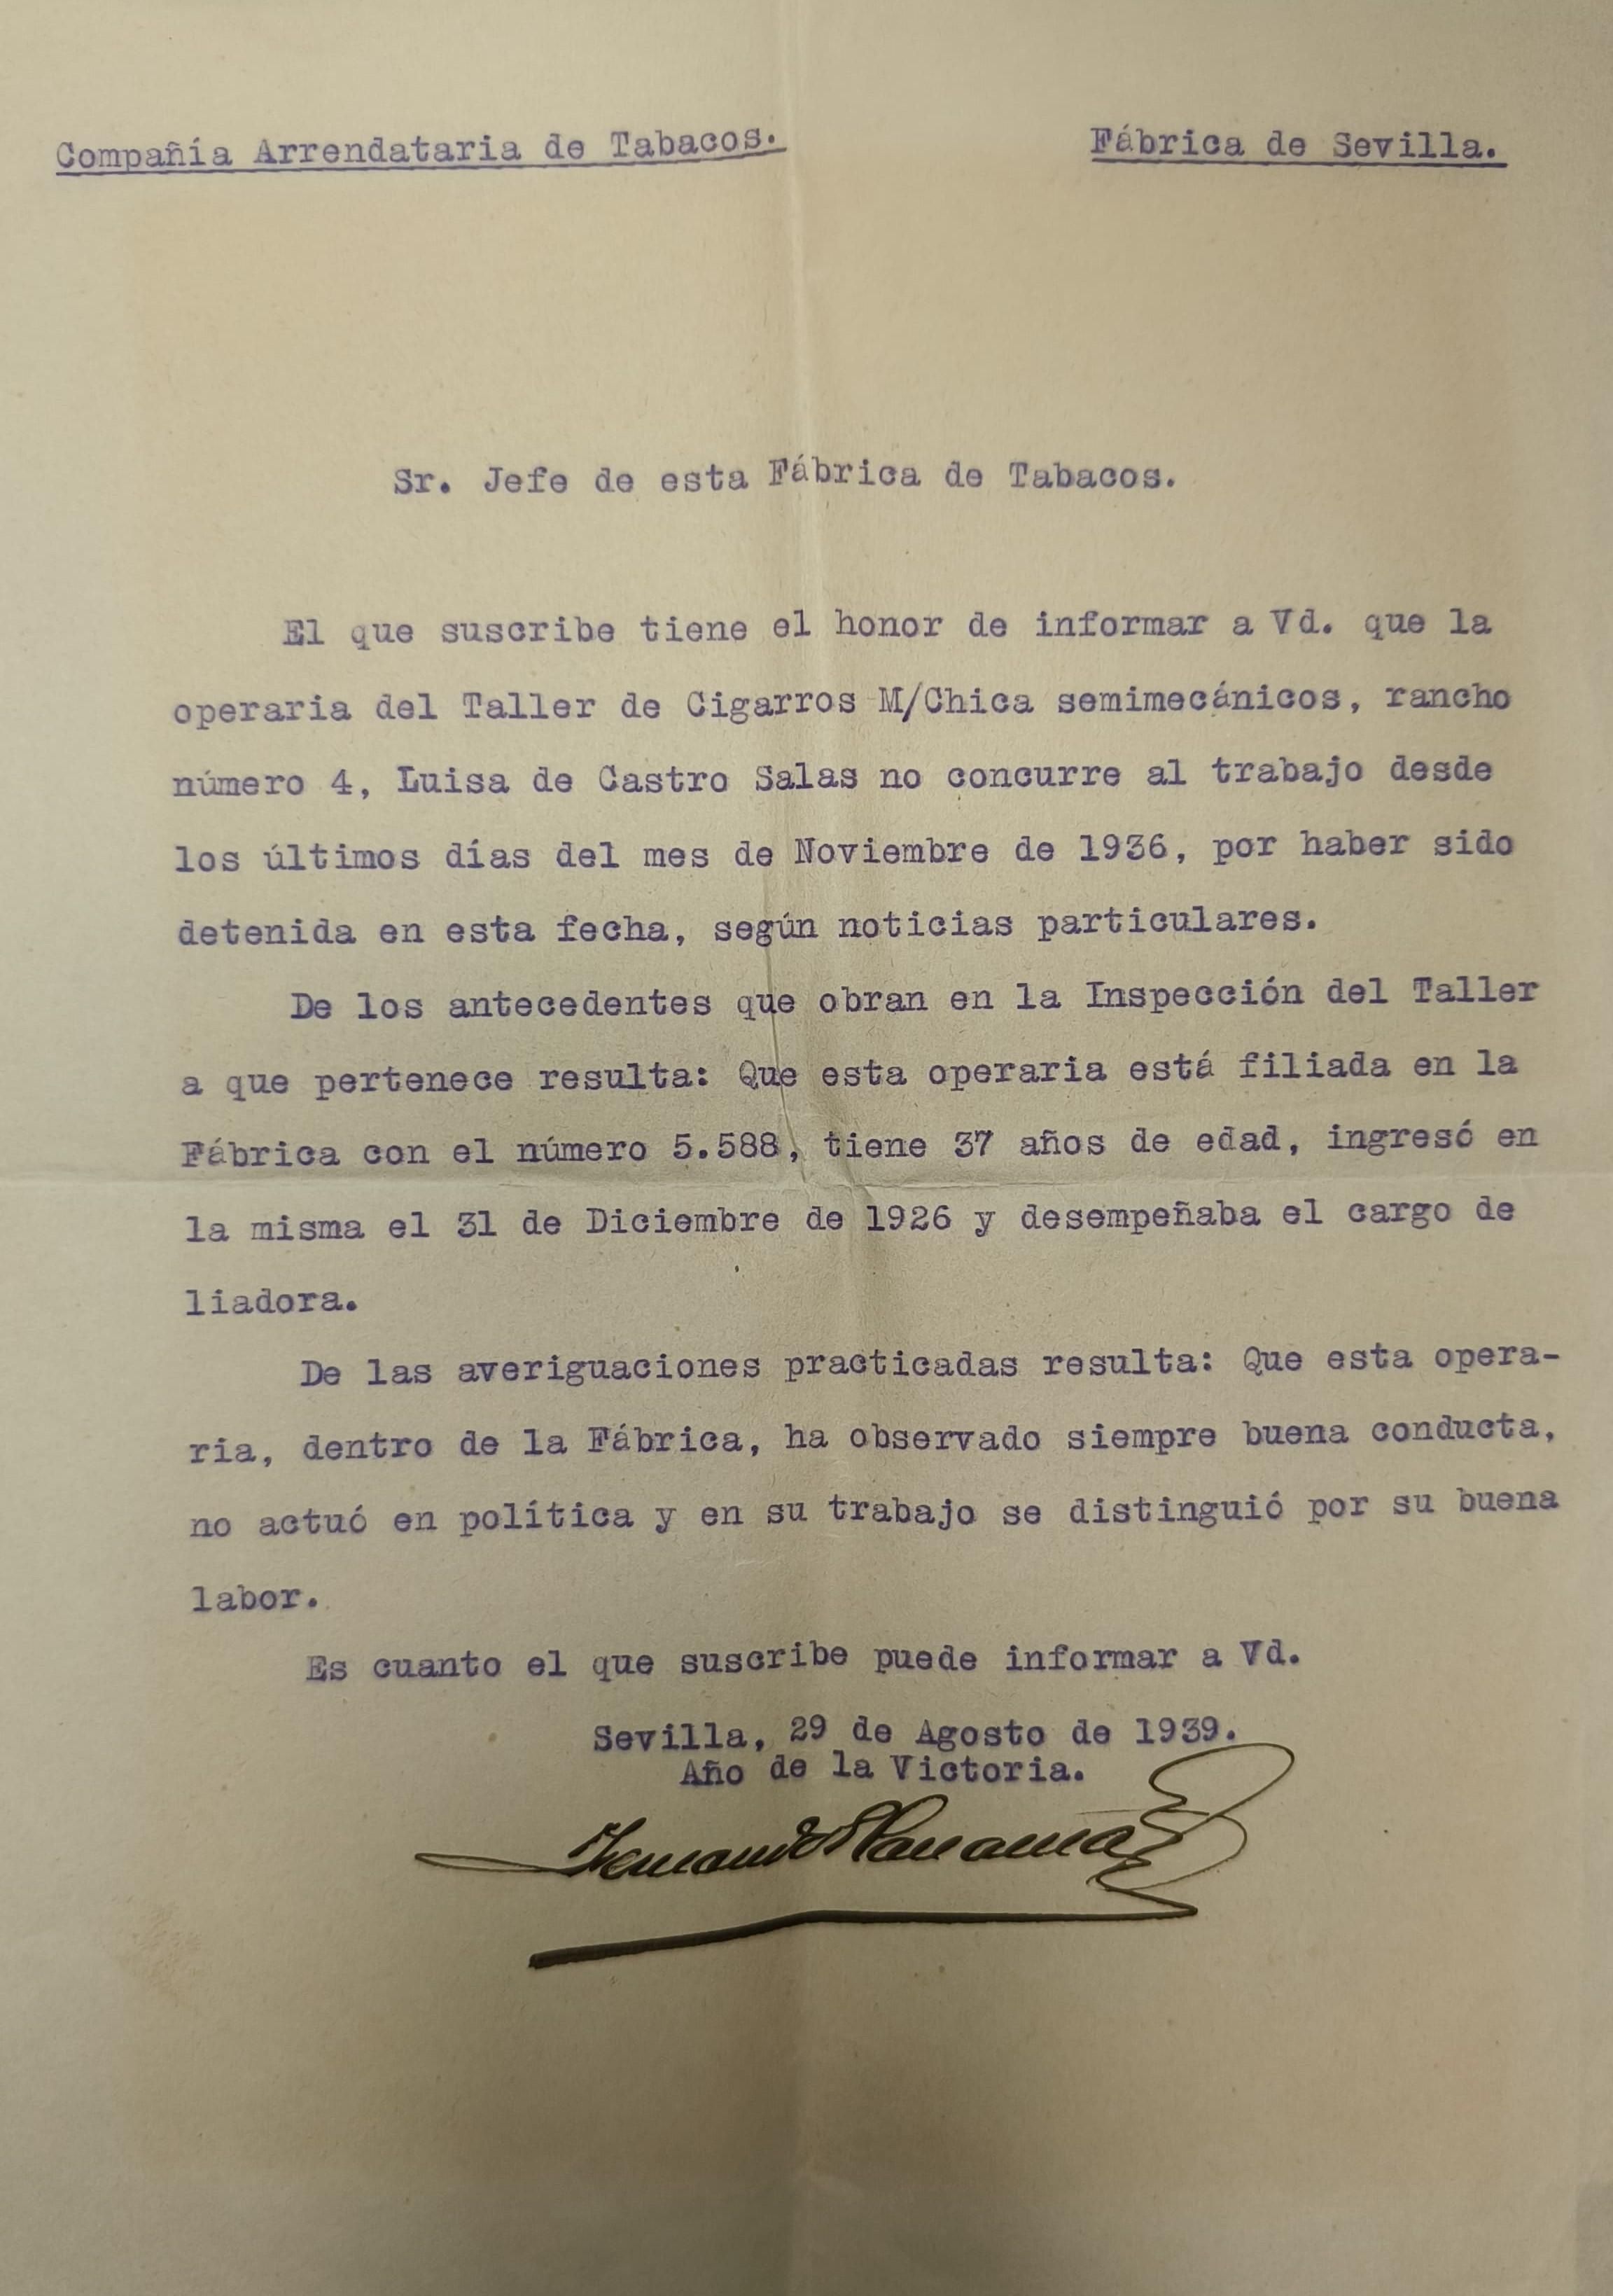 Compañía Arrendataria de Tabacos. Fábrica de Sevilla.
Sr. Jefe de esta Fábrica de Tabacos.
El que suscribe tiene el honor de informar a Vd. que la
operaria del Taller de Cigarros M/Chica semimecánicos, rancho
número 4, Luisa de Castro Salas no concurre al trabajo desde
los últimos días del mes de Noviembre de 1936, por haber sido
detenida en esta fecha, según noticias particulares.
De los antecedentes que obran en la Inspección del Taller
a que pertenece resulta: Que esta operaria está filiada en la
Fábrica con el número 5.588, tiene 37 años de edad, ingresó en
la misma el 31 de Diciembre de 1926 y desempeñaba el cargo de
liadora.
De las averiguaciones practicadas resulta: Que esta opera-
ria, dentro de la Fábrica, ha observado siempre buena conducta,
no actuó en política y en su trabajo se distinguió por su buena
labor.
Es cuanto el que suscribe puede informar a Vd.
Sevilla, 29 de Agosto de 1939.
Año de la Victoria.